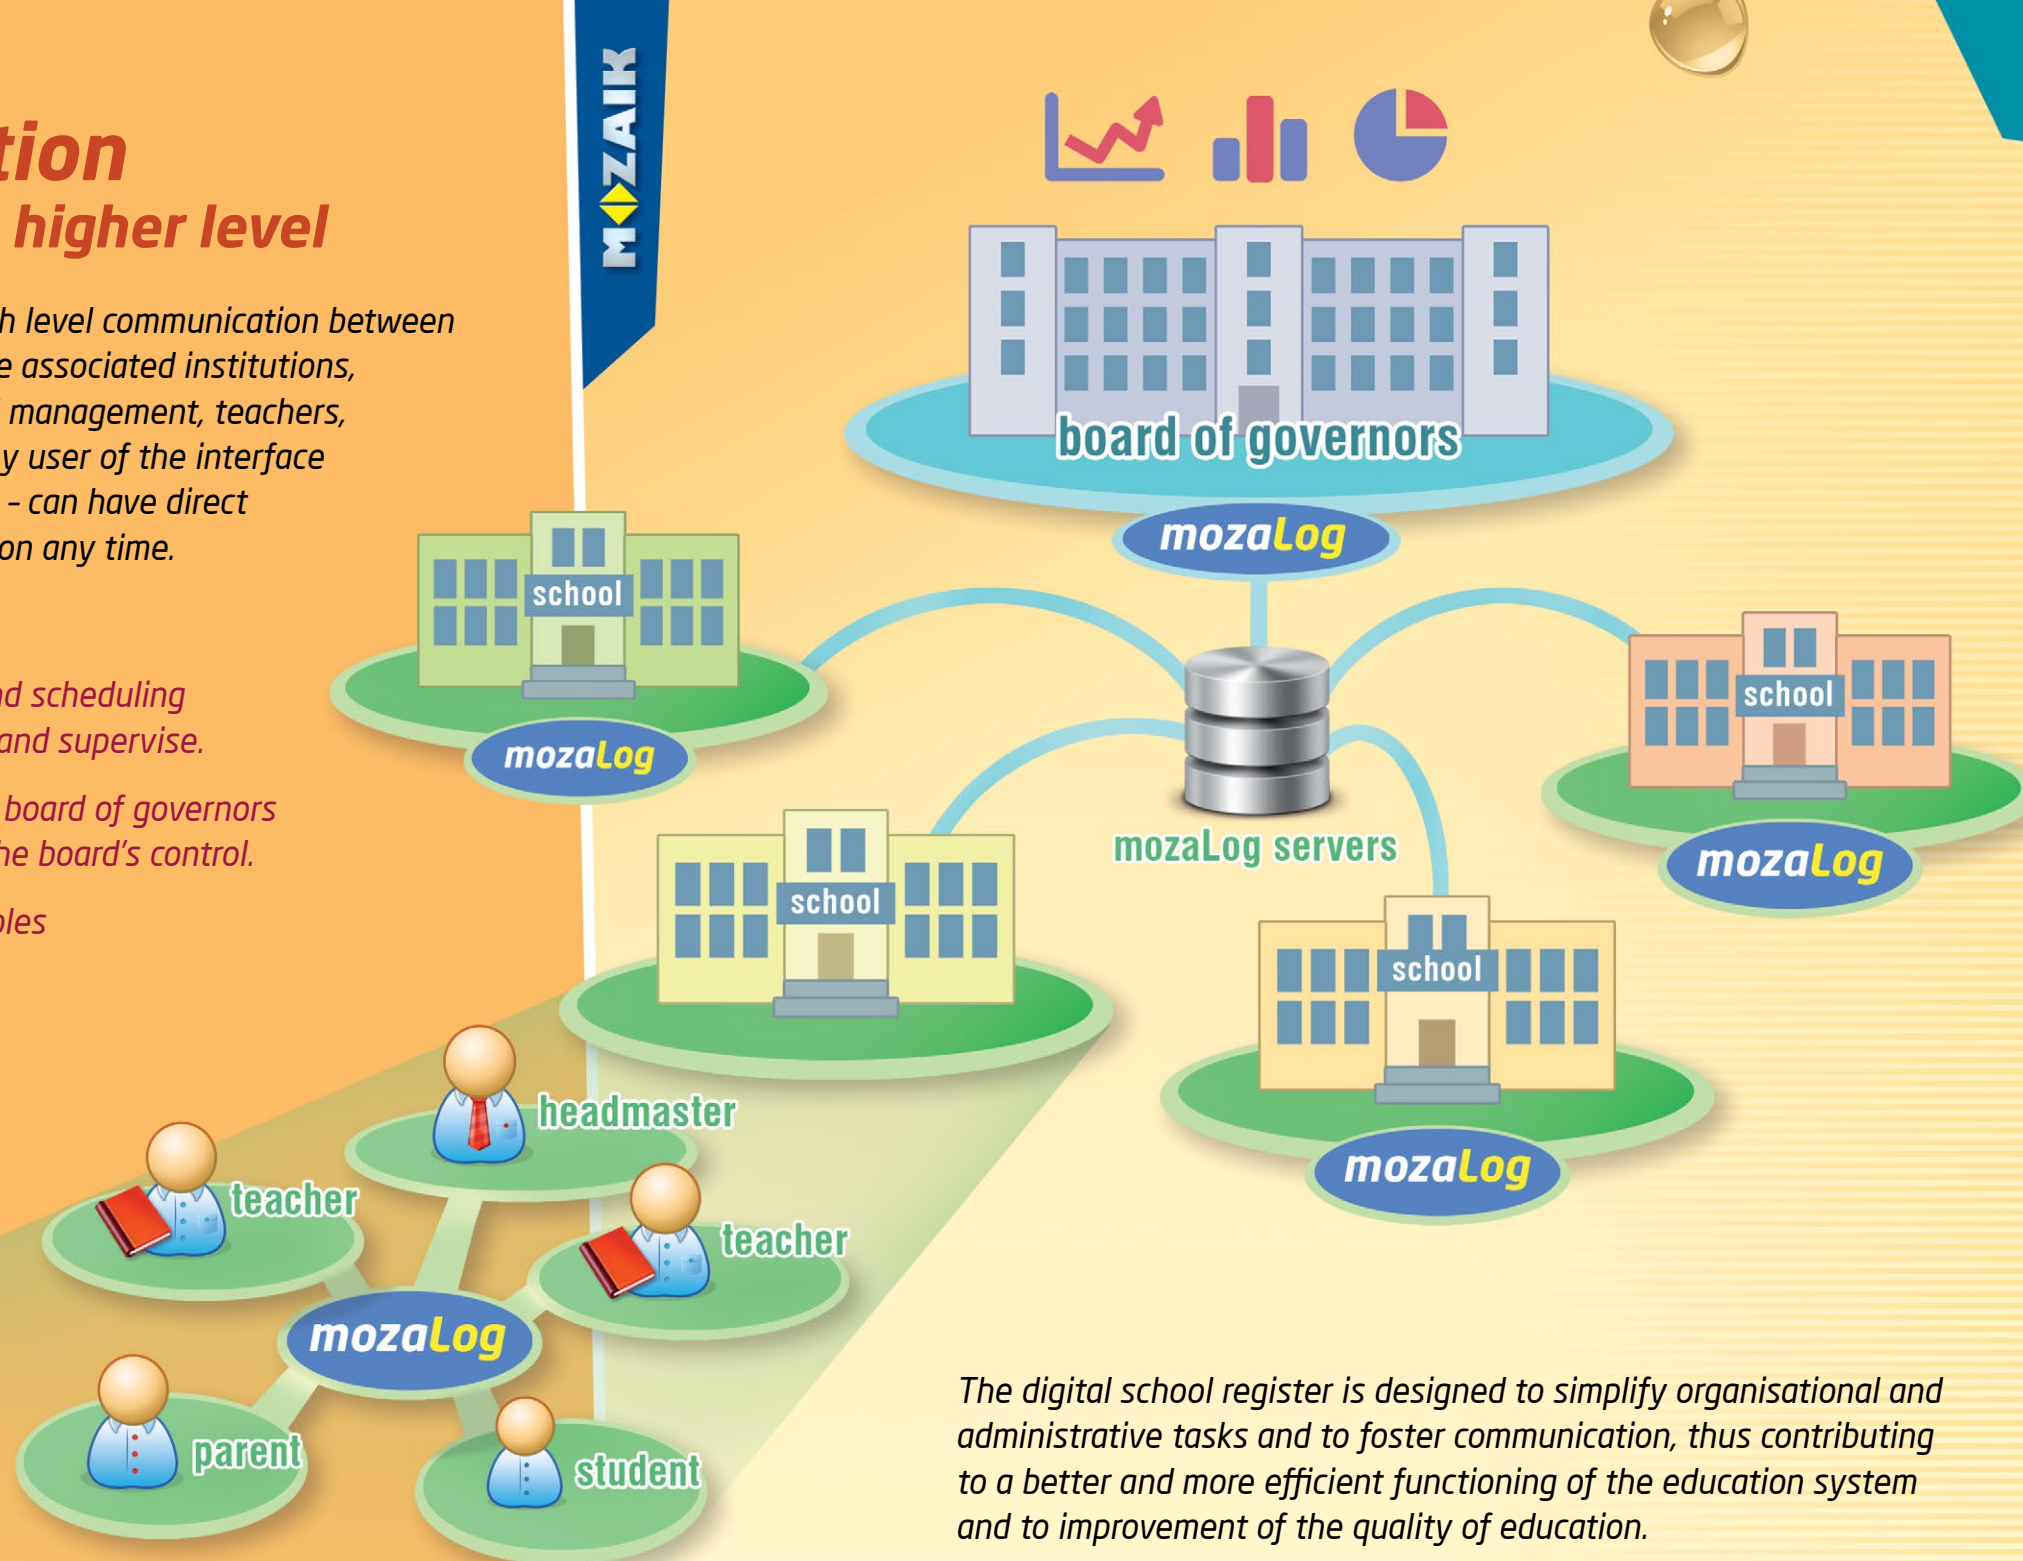 tion
higher level
h level communication between
e associated institutions,
management, teachers,
y user of the interface
– can have direct
on any time.
nd scheduling
and supervise.
board of governors
he board's control.
oles
MOZAIK
board of governors
mozaLog
school
mozaLog
school
mozaLog
mozaLog servers
school
school
mozaLog
headmaster
teacher
teacher
mozaLog
parent
student
The digital school register is designed to simplify organisational and
administrative tasks and to foster communication, thus contributing
to a better and more efficient functioning of the education system
and to improvement of the quality of education.